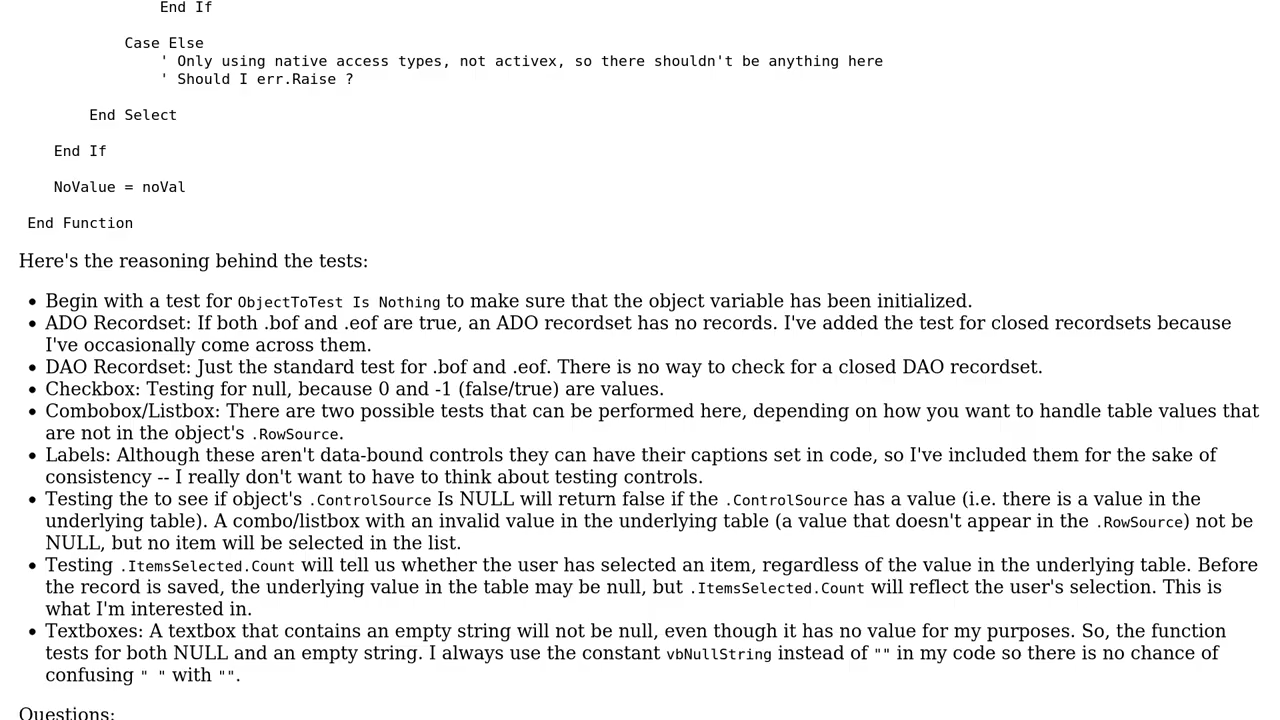 End If
Case Else
' Only using native access types, not activex, so there shouldn't be anything here
' Should I err.Raise ?
End Select
End If
NoValue = noVal
End Function
Here's the reasoning behind the tests:
• Begin with a test for ObjectToTest Is Nothing to make sure that the object variable has been initialized.
• ADO Recordset: If both .bof and .eof are true, an ADO recordset has no records. I've added the test for closed recordsets because
I've occasionally come across them.
• DAO Recordset: Just the standard test for .bof and .eof. There is no way to check for a closed DAO recordset.
• Checkbox: Testing for null, because 0 and -1 (false/true) are values.
• Combobox/Listbox: There are two possible tests that can be performed here, depending on how you want to handle table values that
are not in the object's .RowSource.
• Labels: Although these aren't data-bound controls they can have their captions set in code, so I've included them for the sake of
consistency -- I really don't want to have to think about testing controls.
• Testing the to see if object's .ControlSource Is NULL will return false if the .ControlSource has a value (i.e. there is a value in the
underlying table). A combo/listbox with an invalid value in the underlying table (a value that doesn't appear in the .RowSource) not be
NULL, but no item will be selected in the list.
• Testing .ItemsSelected.Count will tell us whether the user has selected an item, regardless of the value in the underlying table. Before
the record is saved, the underlying value in the table may be null, but .ItemsSelected.Count will reflect the user's selection. This is
what I'm interested in.
• Textboxes: A textbox that contains an empty string will not be null, even though it has no value for my purposes. So, the function
tests for both NULL and an empty string. I always use the constant vbNullString instead of "" in my code so there is no chance of
confusing " " with "".
Questions: